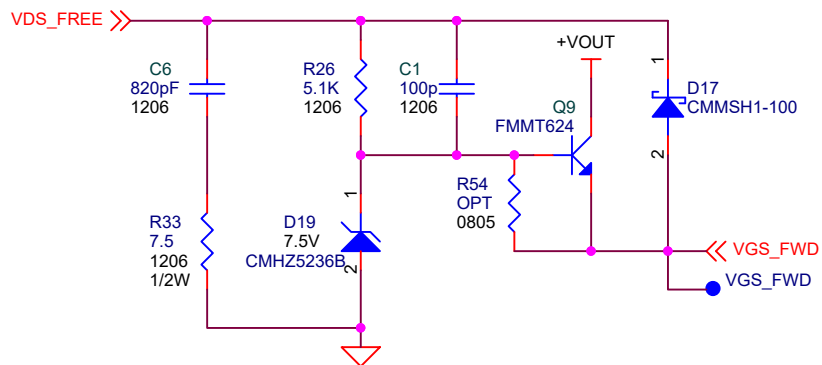 VDS_FREE
+VOUT
C6
820pF
1206
R26
5.1K
1206
C1
100p
1206
Q9
FMMT624
1
D17
CMMSH1-100
2
R33
7.5
1206
1/2W
D19
7.5V
CMHZ5236B
1
2
R54
OPT
0805
VGS_FWD
VGS_FWD